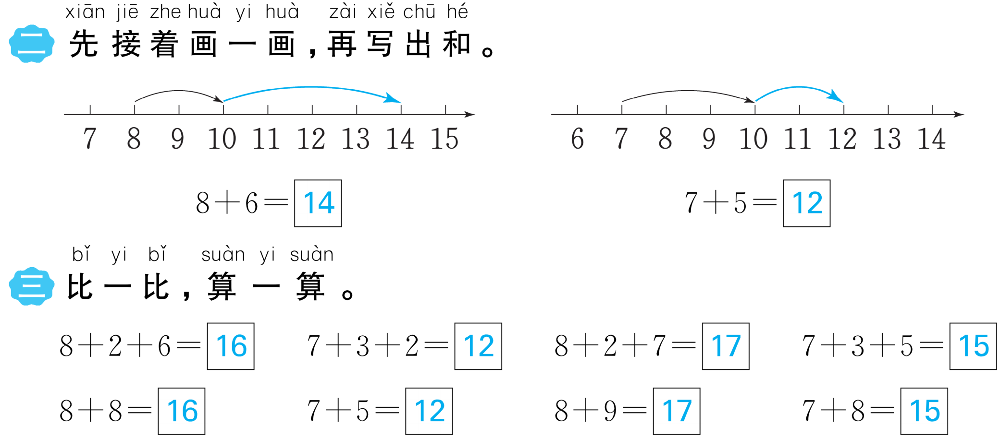 xiān jiē zhe huà yi huà zài xiě chū hé
二 先接着画一画，再写出和。
7 8 9 10 11 12 13 14 15
6 7 8 9 10 11 12 13 14
8+6=14
7+5=12
bǐ yi bǐ suàn yi suàn
三 比一比，算一算。
8+2+6=16 7+3+2=12 8+2+7=17 7+3+5=15
8+8=16 7+5=12 8+9=17 7+8=15